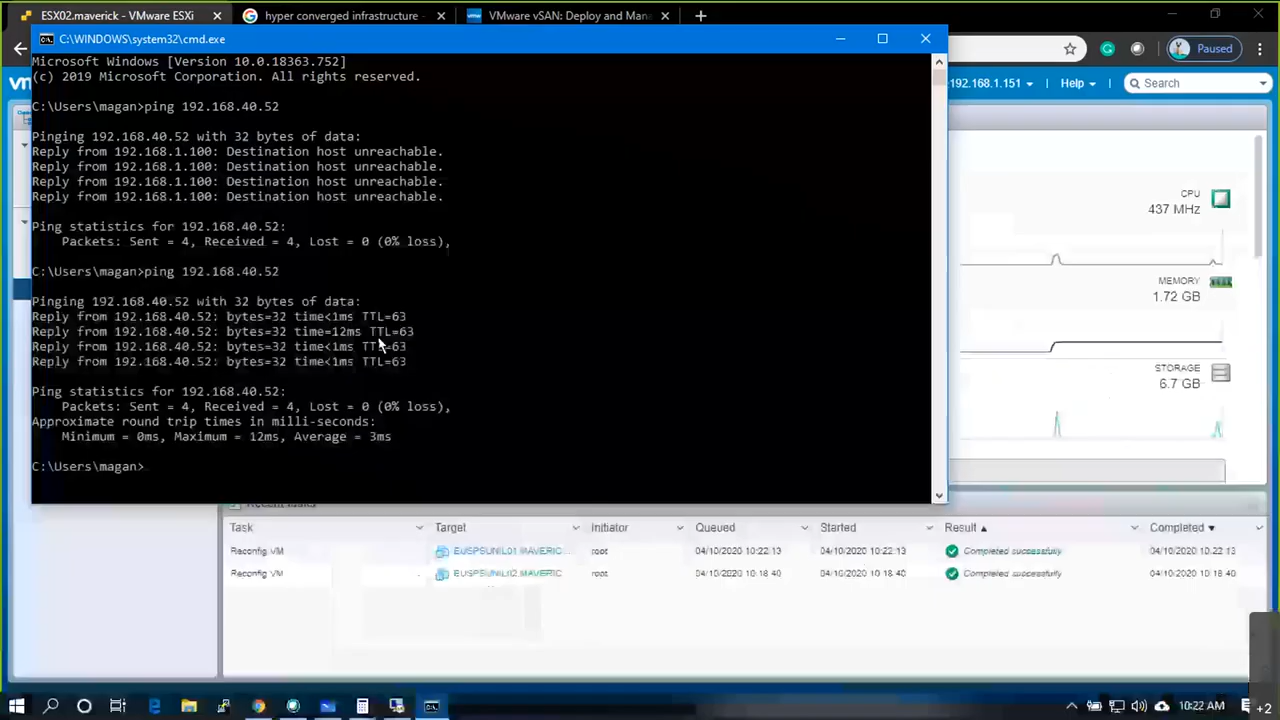 ESX02.maverick - VMware ESXi
hyper converged infrastructure -
VMware vSAN: Deploy and Mana
C:\WINDOWS\system32\cmd.exe
Paused
Microsoft Windows [Version 10.0.18363.752]
(c) 2019 Microsoft Corporation. All rights reserved.
vm
192.168.1.151
Help
Search
C:\Users\magan>ping 192.168.40.52
Pinging 192.168.40.52 with 32 bytes of data:
Reply from 192.168.1.100: Destination host unreachable.
Reply from 192.168.1.100: Destination host unreachable.
Reply from 192.168.1.100: Destination host unreachable.
Reply from 192.168.1.100: Destination host unreachable.
Ping statistics for 192.168.40.52:
Packets: Sent = 4, Received = 4, Lost = 0 (0% loss),
C:\Users\magan>ping 192.168.40.52
Pinging 192.168.40.52 with 32 bytes of data:
Reply from 192.168.40.52: bytes=32 time<1ms TTL=63
Reply from 192.168.40.52: bytes=32 time=12ms TTL=63
Reply from 192.168.40.52: bytes=32 time<1ms TTL=63
Reply from 192.168.40.52: bytes=32 time<1ms TTL=63
Ping statistics for 192.168.40.52:
Packets: Sent = 4, Received = 4, Lost = 0 (0% loss),
Approximate round trip times in milli-seconds:
Minimum = 0ms, Maximum = 12ms, Average = 3ms
C:\Users\magan>
CPU
437 MHz
MEMORY
1.72 GB
STORAGE
6.7 GB
Recent tasks
Task Target Initiator Queued Started Result Completed
Reconfig VM EUSPSUNIL01.MAVERIC... root 04/10/2020 10:22:13 04/10/2020 10:22:13 Completed successfully 04/10/2020 10:22:13
Reconfig VM EUSPSUNIL02.MAVERIC... root 04/10/2020 10:18:40 04/10/2020 10:18:40 Completed successfully 04/10/2020 10:18:40
10:22 AM
+2